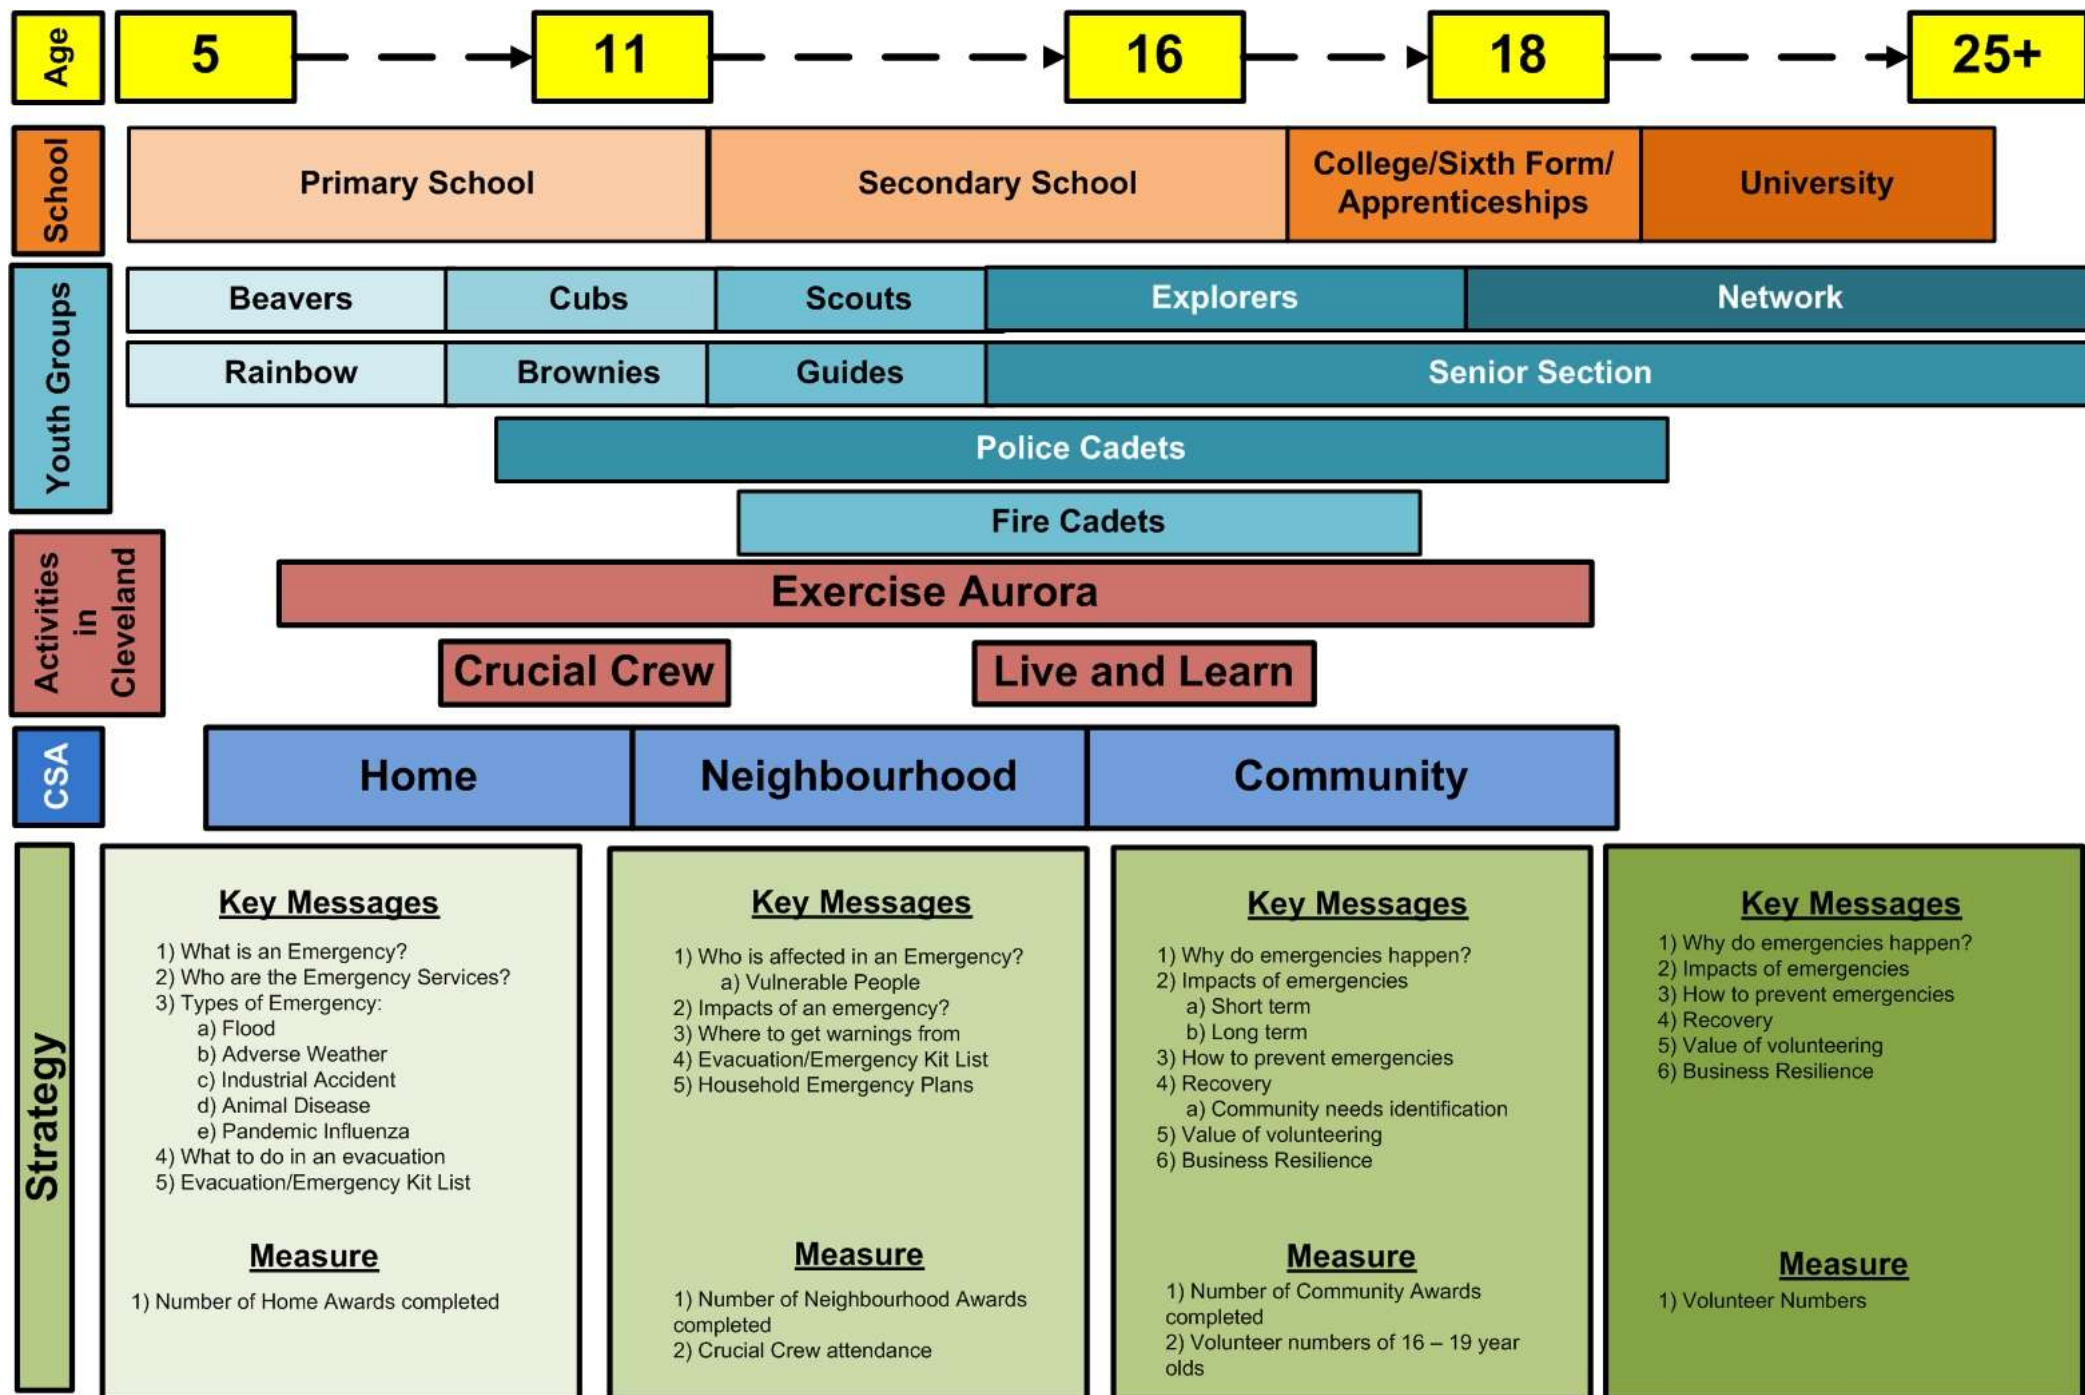 Age
5
11
16
18
25+
School
Primary School
Secondary School
College/Sixth Form/
Apprenticeships
University
Youth Groups
Beavers
Cubs
Scouts
Explorers
Network
Rainbow
Brownies
Guides
Senior Section
Police Cadets
Fire Cadets
Activities
in
Cleveland
Exercise Aurora
Crucial Crew
Live and Learn
CSA
Home
Neighbourhood
Community
Strategy
Key Messages
1) What is an Emergency?
2) Who are the Emergency Services?
3) Types of Emergency:
a) Flood
b) Adverse Weather
c) Industrial Accident
d) Animal Disease
e) Pandemic Influenza
4) What to do in an evacuation
5) Evacuation/Emergency Kit List
Measure
1) Number of Home Awards completed
Key Messages
1) Who is affected in an Emergency?
a) Vulnerable People
2) Impacts of an emergency?
3) Where to get warnings from
4) Evacuation/Emergency Kit List
5) Household Emergency Plans
Measure
1) Number of Neighbourhood Awards
completed
2) Crucial Crew attendance
Key Messages
1) Why do emergencies happen?
2) Impacts of emergencies
a) Short term
b) Long term
3) How to prevent emergencies
4) Recovery
a) Community needs identification
5) Value of volunteering
6) Business Resilience
Measure
1) Number of Community Awards
completed
2) Volunteer numbers of 16 – 19 year
olds
Key Messages
1) Why do emergencies happen?
2) Impacts of emergencies
3) How to prevent emergencies
4) Recovery
5) Value of volunteering
6) Business Resilience
Measure
1) Volunteer Numbers